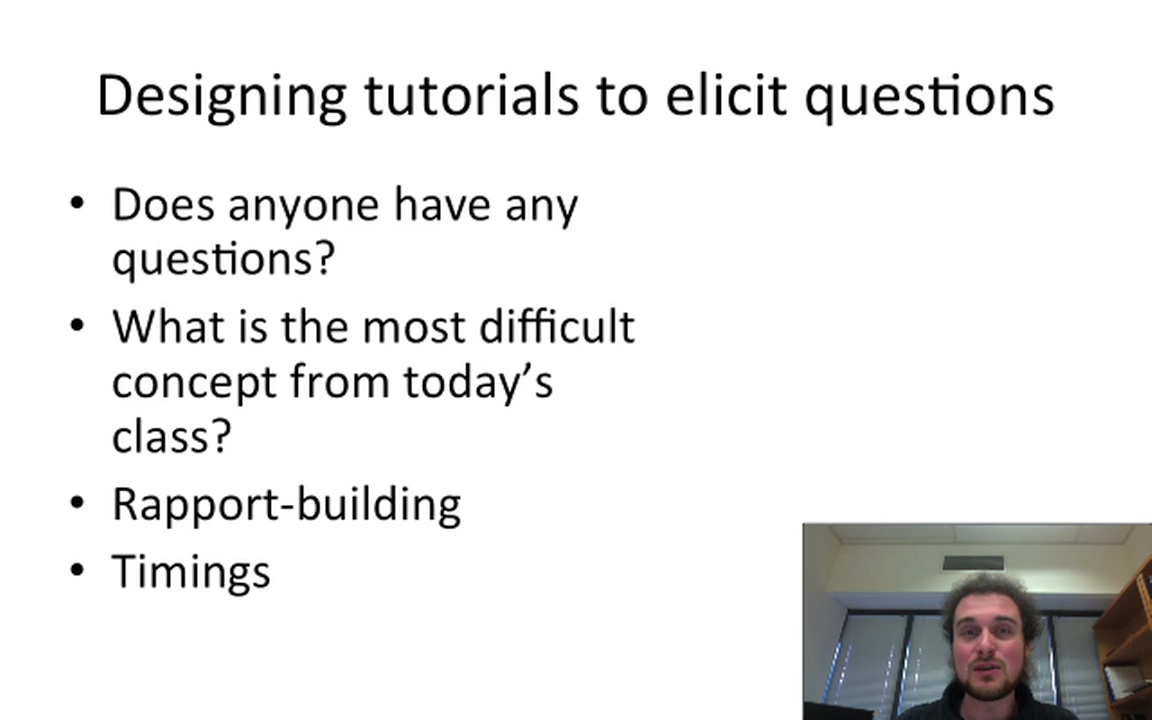 Designing tutorials to elicit questions
• Does anyone have any
questions?
• What is the most difficult
concept from today’s
class?
• Rapport-building
• Timings